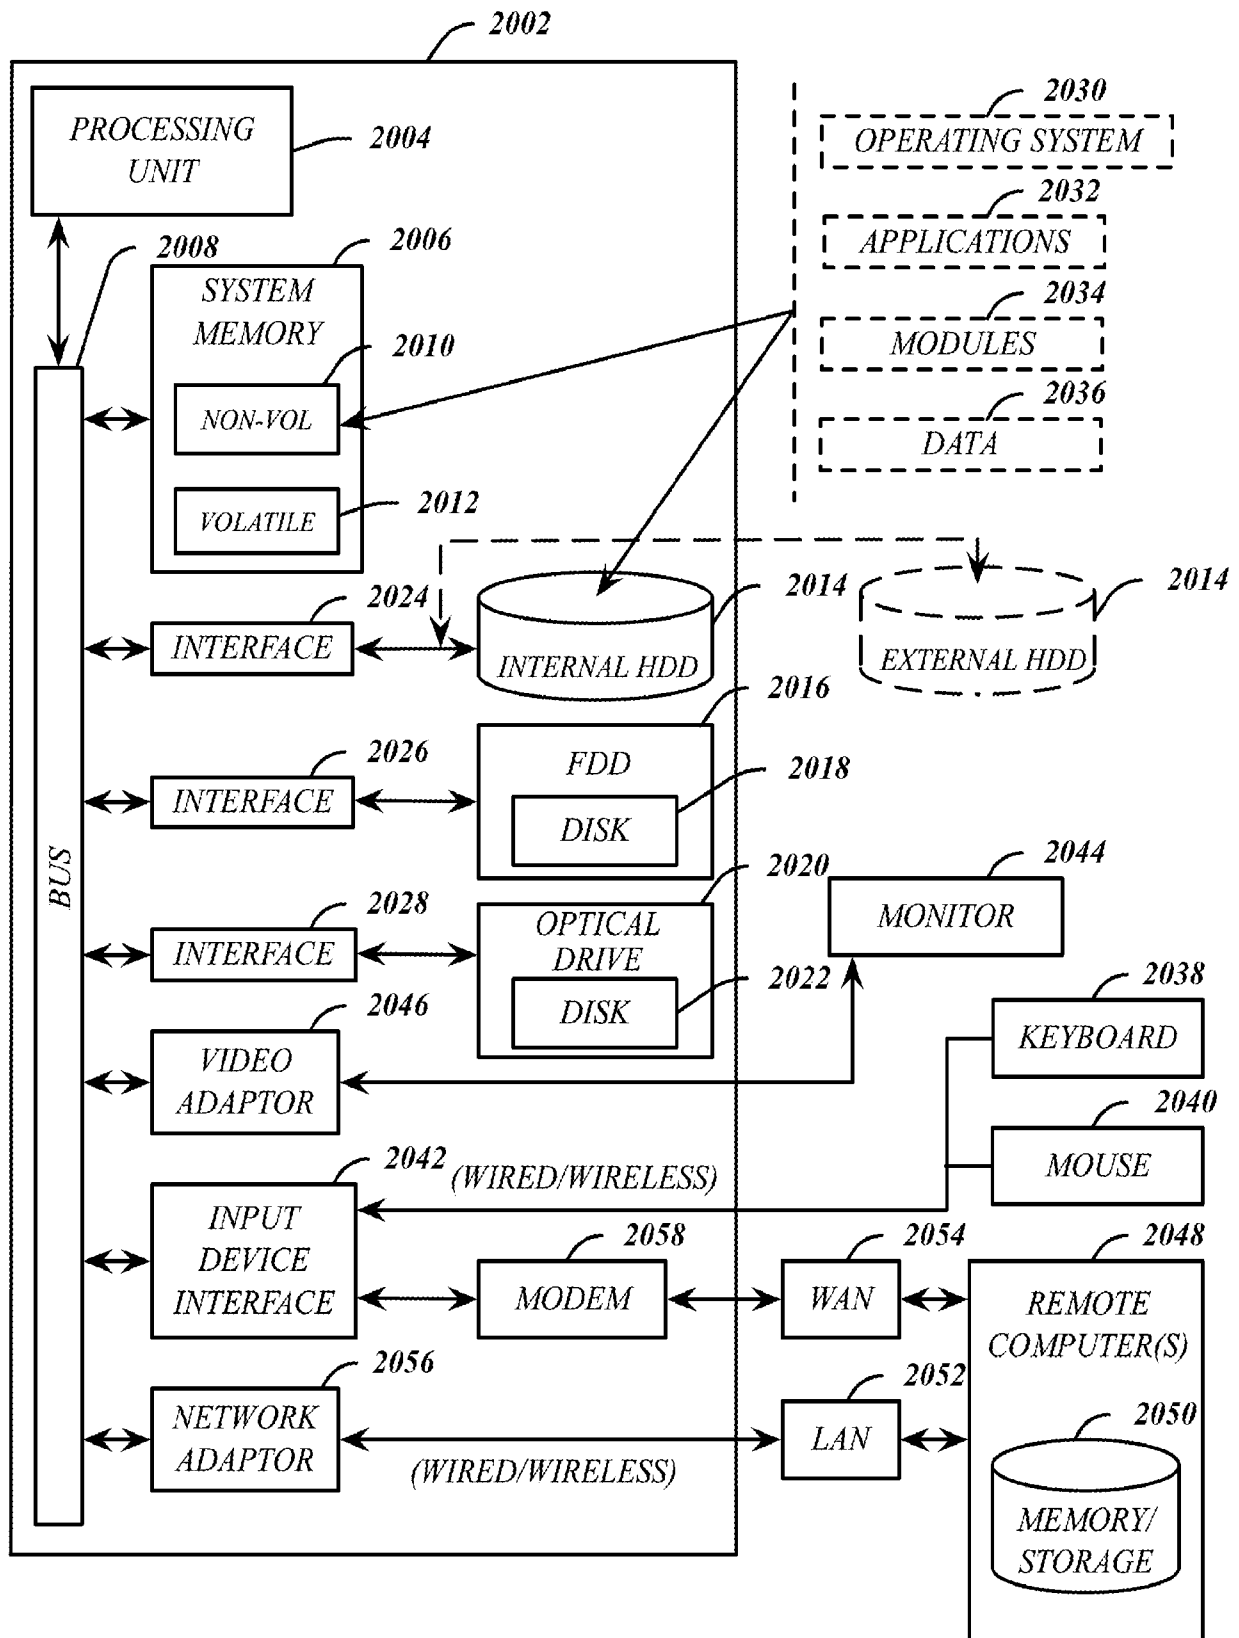 2002
PROCESSING
UNIT
2004
2030
OPERATING SYSTEM
2032
APPLICATIONS
2034
MODULES
2036
DATA
2008
2006
SYSTEM
MEMORY
2010
NON-VOL
2012
VOLATILE
2024
INTERFACE
2014
INTERNAL HDD
2014
EXTERNAL HDD
2016
FDD
2018
DISK
2026
INTERFACE
BUS
2020
OPTICAL
DRIVE
2022
DISK
2028
INTERFACE
2044
MONITOR
2046
VIDEO
ADAPTOR
2038
KEYBOARD
2040
MOUSE
2042
(WIRED/WIRELESS)
INPUT
DEVICE
INTERFACE
2058
MODEM
2054
WAN
2048
REMOTE
COMPUTER(S)
2056
NETWORK
ADAPTOR
(WIRED/WIRELESS)
2052
LAN
2050
MEMORY/
STORAGE